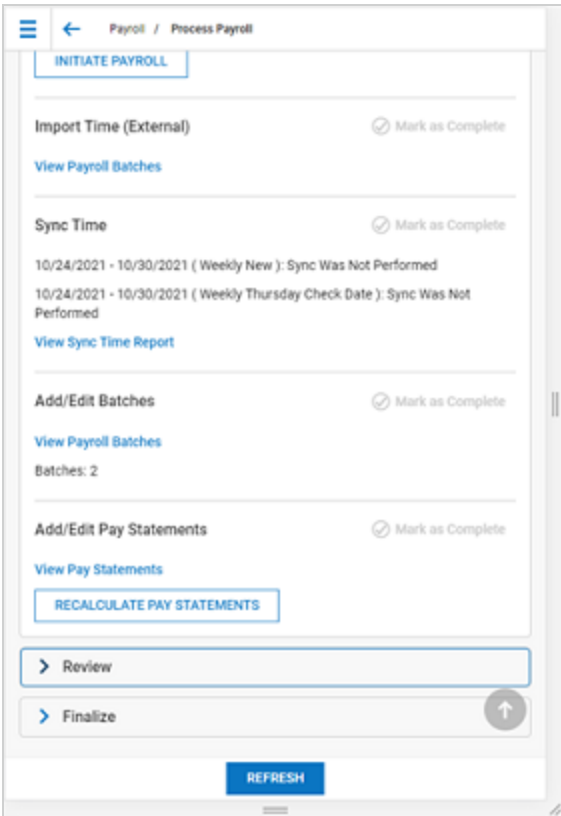 Payroll / Process Payroll
INITIATE PAYROLL
Import Time (External) Mark as Complete
View Payroll Batches
Sync Time Mark as Complete
10/24/2021 - 10/30/2021 ( Weekly New ): Sync Was Not Performed
10/24/2021 - 10/30/2021 ( Weekly Thursday Check Date ): Sync Was Not
Performed
View Sync Time Report
Add/Edit Batches Mark as Complete
View Payroll Batches
Batches: 2
Add/Edit Pay Statements Mark as Complete
View Pay Statements
RECALCULATE PAY STATEMENTS
Review
Finalize
REFRESH